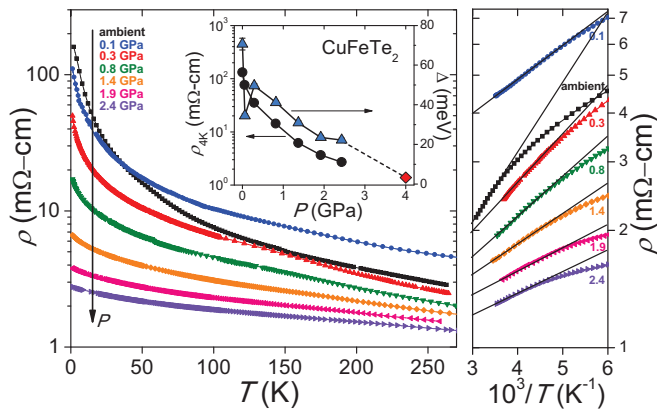 ambient
0.1 GPa
0.3 GPa
0.8 GPa
1.4 GPa
1.9 GPa
2.4 GPa
P
100
10
1
ρ (mΩ–cm)
0 50 100 150 200 250
T (K)
CuFeTe₂
10³
10²
10¹
10⁰
ρ4K (mΩ-cm)
80
60
40
20
0
Δ (meV)
0 1 2 3 4
P (GPa)
0.1
ambient
0.3
0.8
1.4
1.9
2.4
7
5
4
3
2
1
ρ (mΩ–cm)
3 4 5 6
10³/T (K⁻¹)